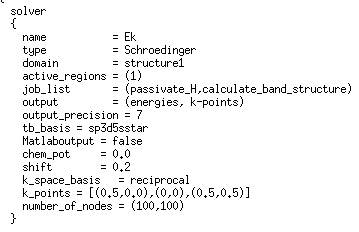 solver
{
name = Ek
type = Schroedinger
domain = structure1
active_regions = (1)
job_list = (passivate_H,calculate_band_structure)
output = (energies, k-points)
output_precision = 7
tb_basis = sp3d5sstar
Matlaboutput = false
chem_pot = 0.0
shift = 0.2
k_space_basis = reciprocal
k_points = [(0.5,0.0),(0,0),(0.5,0.5)]
number_of_nodes = (100,100)
}